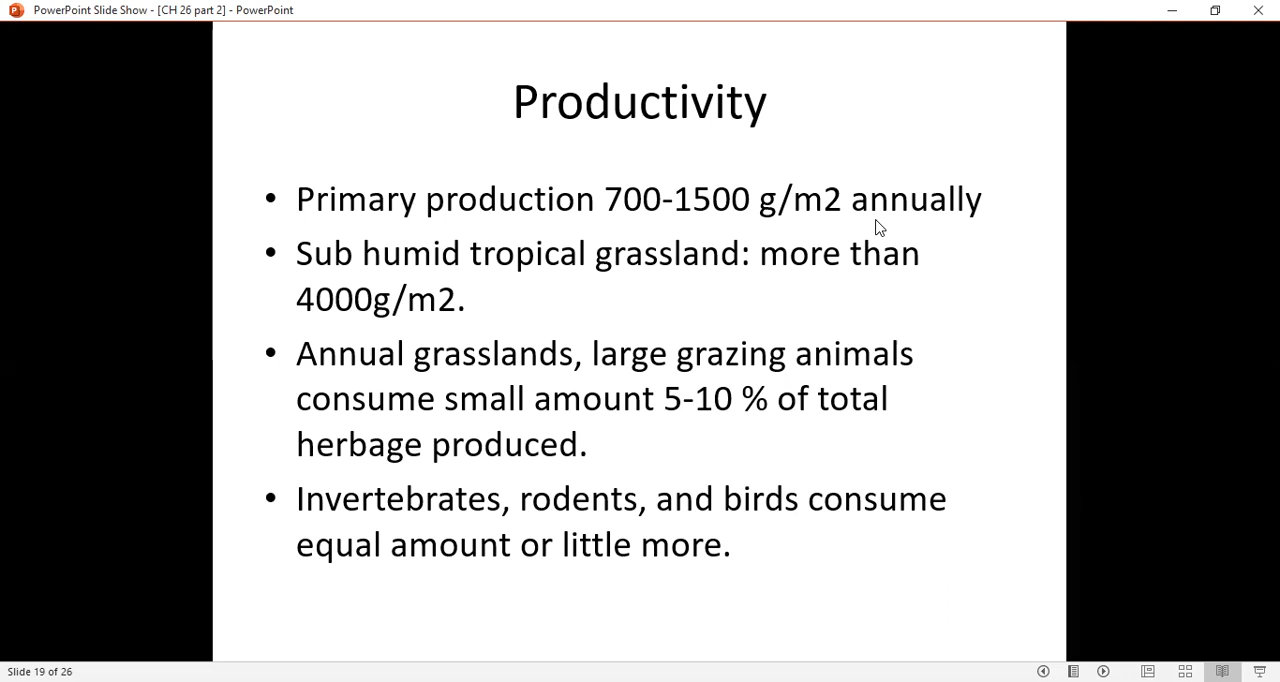 PowerPoint Slide Show - [CH 26 part 2] - PowerPoint
Productivity
• Primary production 700-1500 g/m2 annually
• Sub humid tropical grassland: more than
4000g/m2.
• Annual grasslands, large grazing animals
consume small amount 5-10 % of total
herbage produced.
• Invertebrates, rodents, and birds consume
equal amount or little more.
Slide 19 of 26